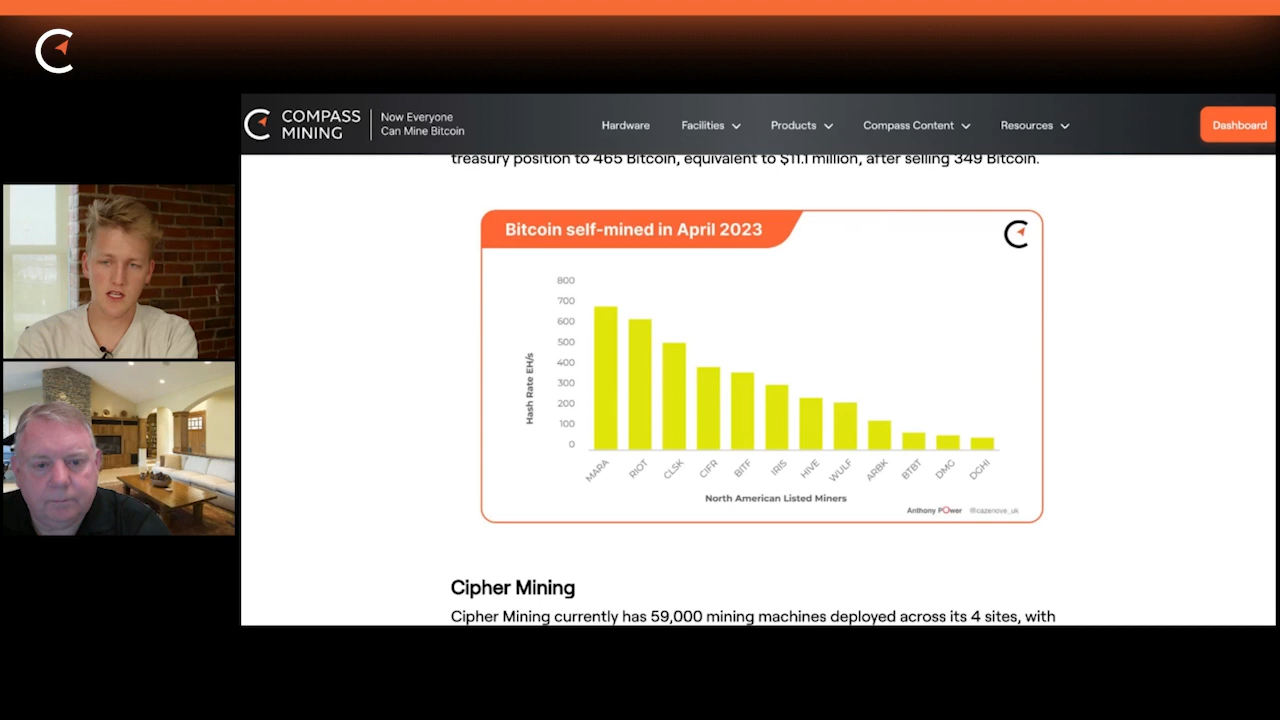 COMPASS
MINING
Now Everyone
Can Mine Bitcoin
Hardware
Facilities
Products
Compass Content
Resources
Dashboard
treasury position to 465 Bitcoin, equivalent to $11.1 million, after selling 349 Bitcoin.
Bitcoin self-mined in April 2023
800
700
600
500
400
300
200
100
0
Hash Rate EH/s
MARA
RIOT
CLSK
CIFR
BITF
IRIS
HIVE
WULF
ARBK
BTBT
DMG
DGHI
North American Listed Miners
Anthony Power @cazenove_uk
Cipher Mining
Cipher Mining currently has 59,000 mining machines deployed across its 4 sites, with